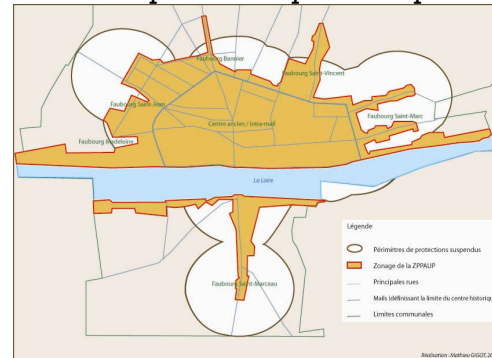 Faubourg Bannier
Faubourg Saint-Vincent
Faubourg Saint-Jean
Faubourg Saint-Marc
Centre ancien / Intra-mail
Faubourg Madeleine
La Loire
Faubourg Saint-Marceau
Légende
Périmètres de protections suspendus
Zonage de la ZPPAUP
Principales rues
Mails (définissant la limite du centre historiqu
Limites communales
Réalisation : Mathieu GIGOT, 20